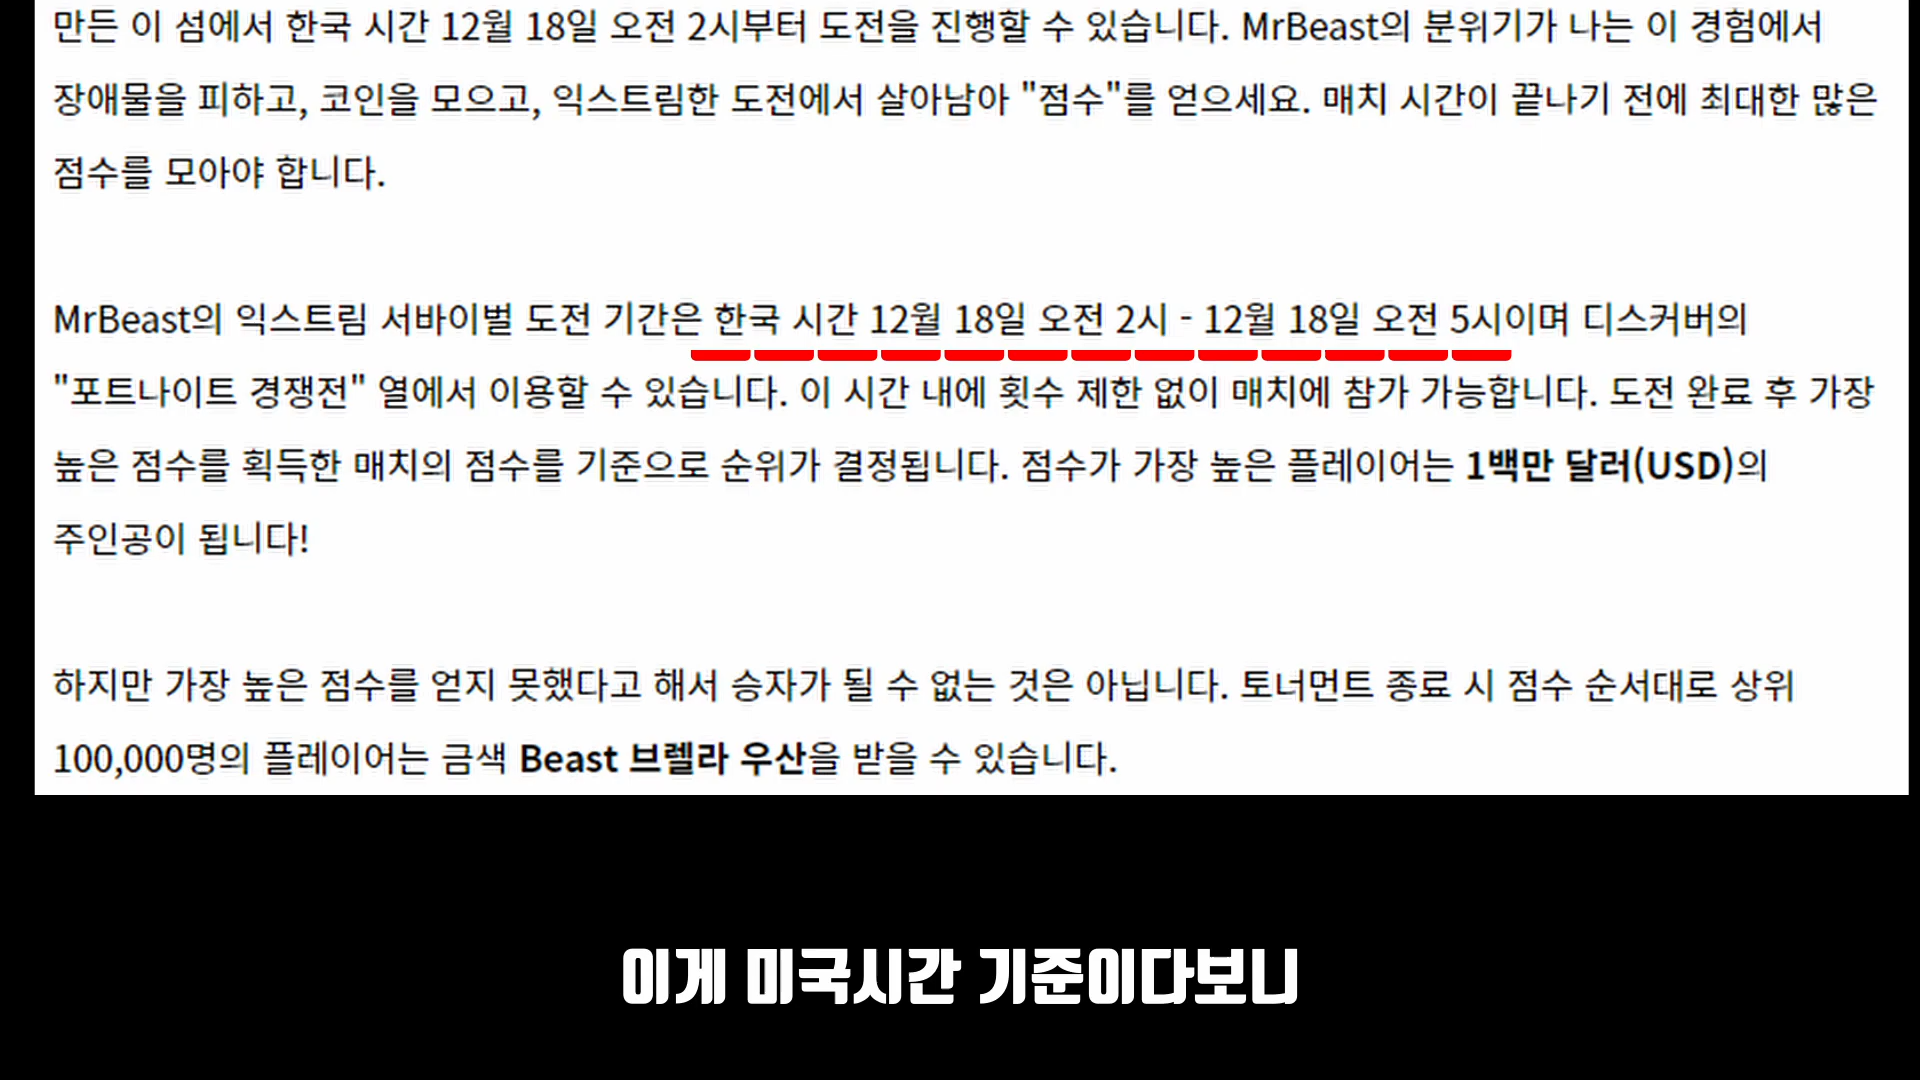 만든 이 섬에서 한국 시간 12월 18일 오전 2시부터 도전을 진행할 수 있습니다. MrBeast의 분위기가 나는 이 경험에서
장애물을 피하고, 코인을 모으고, 익스트림한 도전에서 살아남아 "점수"를 얻으세요. 매치 시간이 끝나기 전에 최대한 많은
점수를 모아야 합니다.
MrBeast의 익스트림 서바이벌 도전 기간은 한국 시간 12월 18일 오전 2시 - 12월 18일 오전 5시이며 디스커버의
"포트나이트 경쟁전" 열에서 이용할 수 있습니다. 이 시간 내에 횟수 제한 없이 매치에 참가 가능합니다. 도전 완료 후 가장
높은 점수를 획득한 매치의 점수를 기준으로 순위가 결정됩니다. 점수가 가장 높은 플레이어는 1백만 달러(USD)의
주인공이 됩니다!
하지만 가장 높은 점수를 얻지 못했다고 해서 승자가 될 수 없는 것은 아닙니다. 토너먼트 종료 시 점수 순서대로 상위
100,000명의 플레이어는 금색 Beast 브렐라 우산을 받을 수 있습니다.
이게 미국시간 기준이다보니